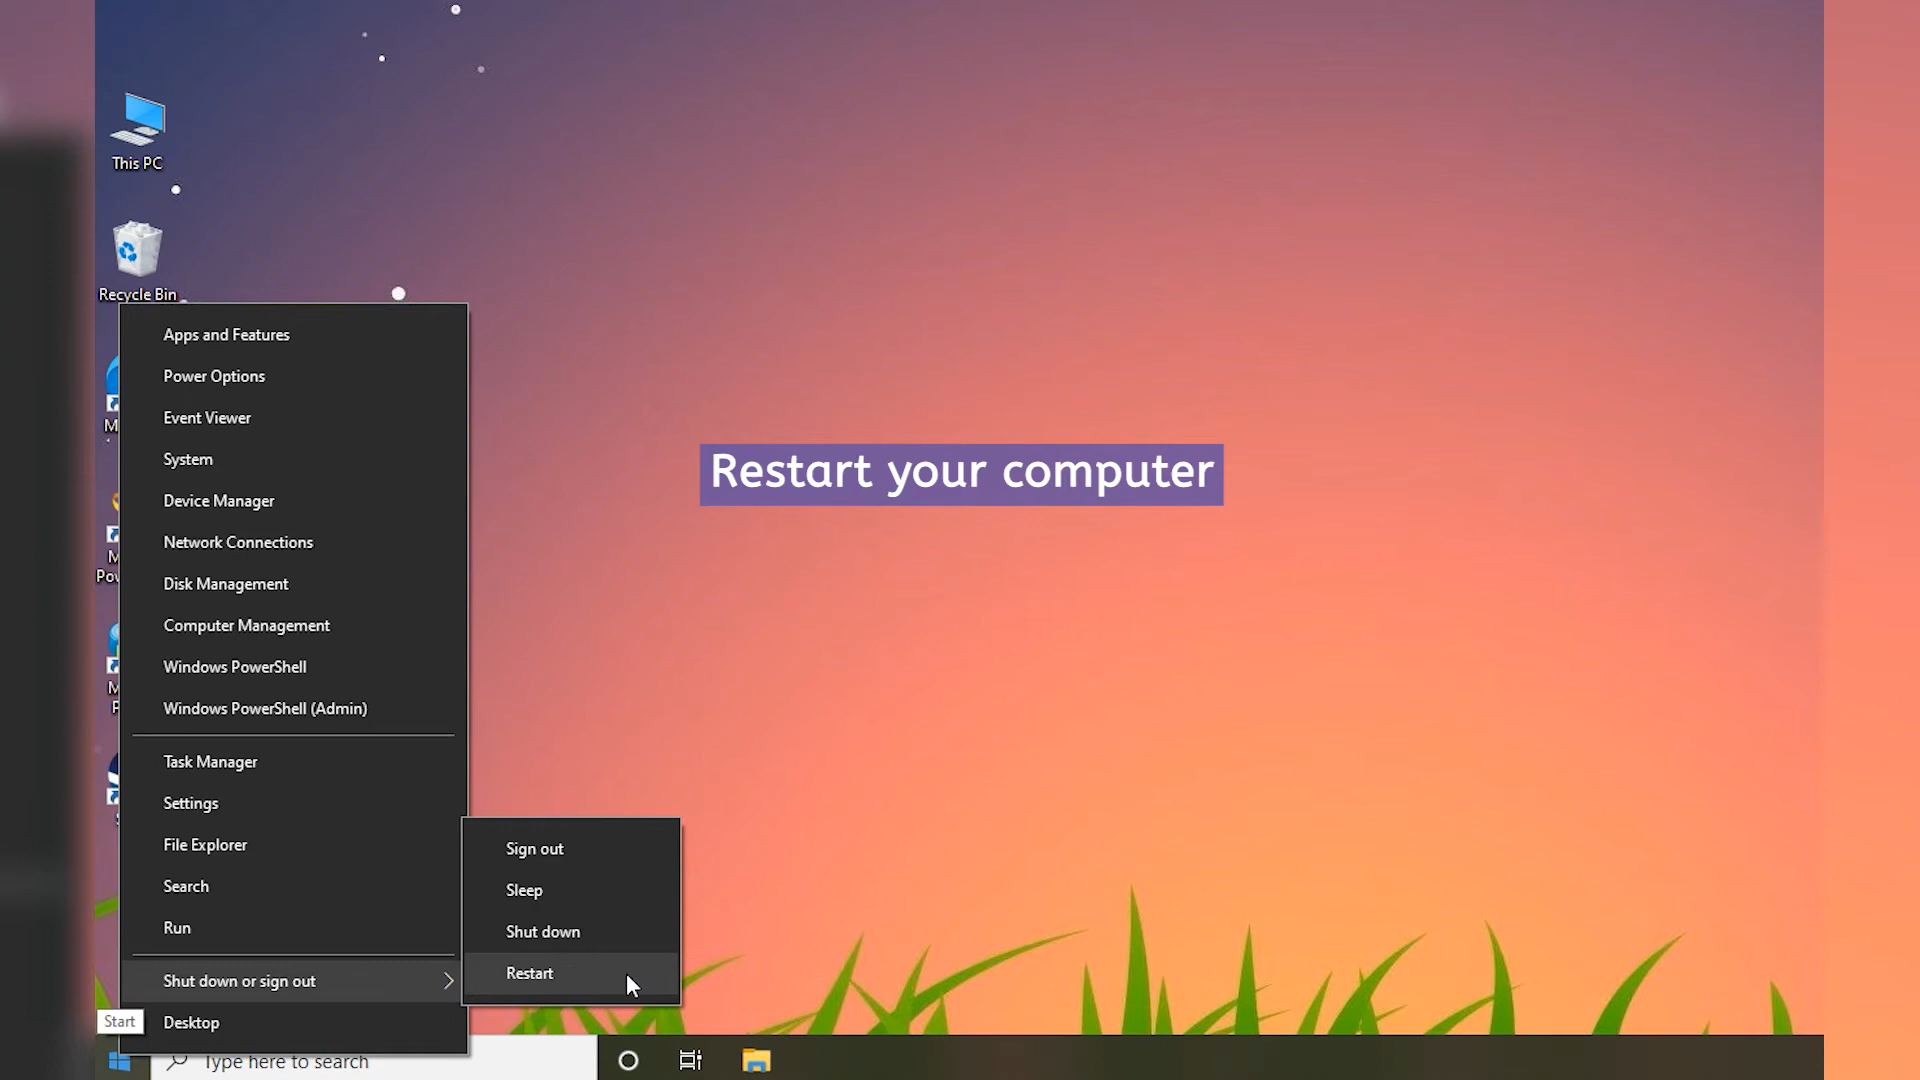 This PC
Recycle Bin
Apps and Features
Power Options
Event Viewer
System
Device Manager
Network Connections
Disk Management
Computer Management
Windows PowerShell
Windows PowerShell (Admin)
Task Manager
Settings
File Explorer
Search
Run
Shut down or sign out
Desktop
Sign out
Sleep
Shut down
Restart
Restart your computer
Start
Type here to search